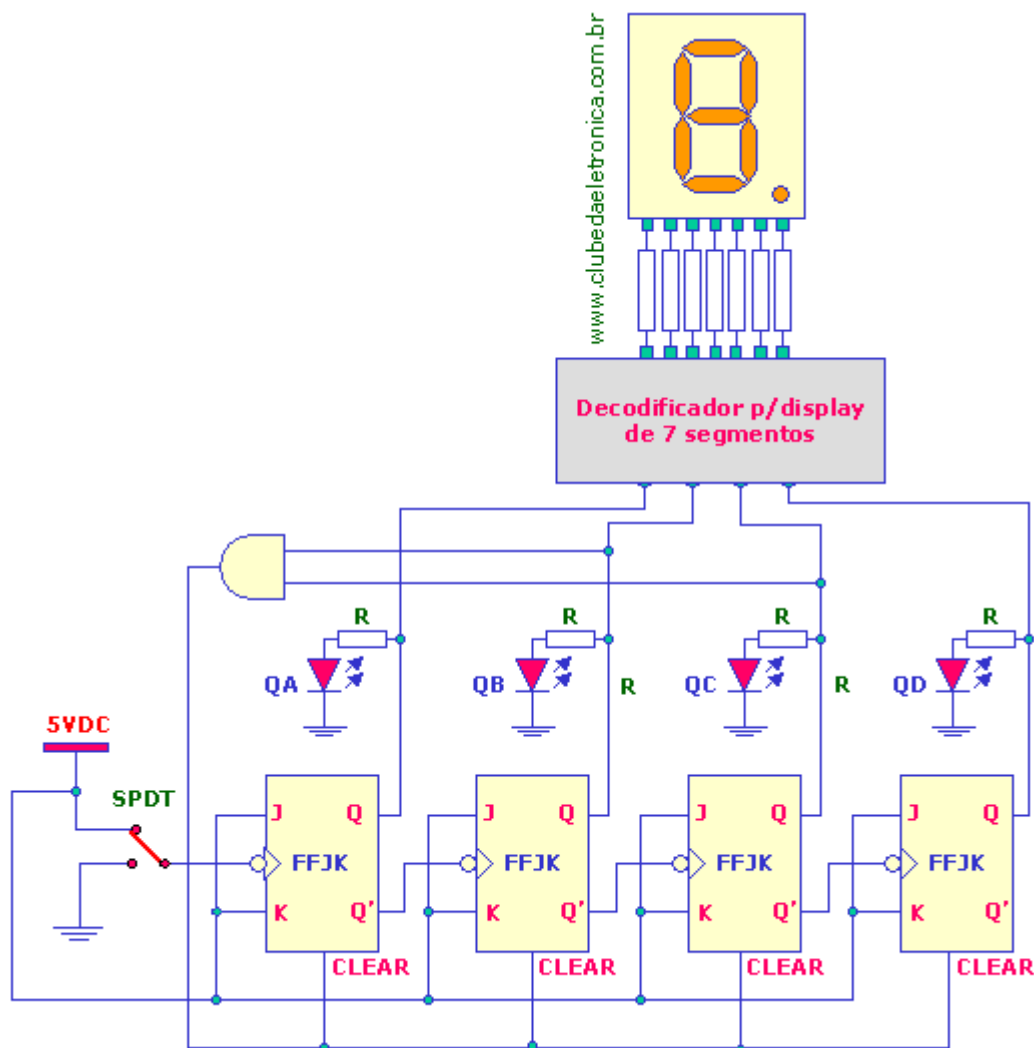 www.clubedaeletronica.com.br
Decodificador p/display
de 7 segmentos
R
R
R
R
QA
QB
R
QC
R
QD
5VDC
SPDT
J
Q
J
Q
J
Q
J
Q
FFJK
FFJK
FFJK
FFJK
K
Q'
K
Q'
K
Q'
K
Q'
CLEAR
CLEAR
CLEAR
CLEAR